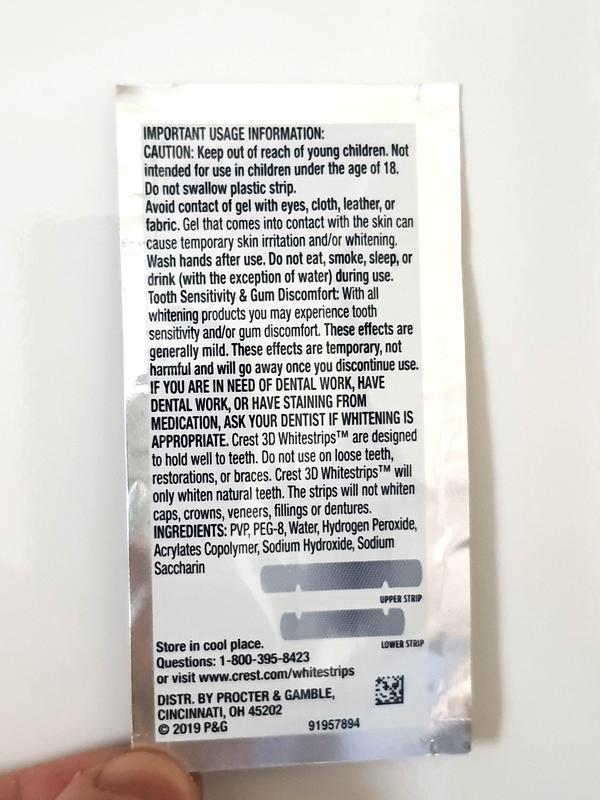 IMPORTANT USAGE INFORMATION:
CAUTION: Keep out of reach of young children. Not
intended for use in children under the age of 18.
Do not swallow plastic strip.
Avoid contact of gel with eyes, cloth, leather, or
fabric. Gel that comes into contact with the skin can
cause temporary skin irritation and/or whitening.
Wash hands after use. Do not eat, smoke, sleep, or
drink (with the exception of water) during use.
Tooth Sensitivity & Gum Discomfort: With all
whitening products you may experience tooth
sensitivity and/or gum discomfort. These effects are
generally mild. These effects are temporary, not
harmful and will go away once you discontinue use.
IF YOU ARE IN NEED OF DENTAL WORK, HAVE
DENTAL WORK, OR HAVE STAINING FROM
MEDICATION, ASK YOUR DENTIST IF WHITENING IS
APPROPRIATE. Crest 3D Whitestrips™ are designed
to hold well to teeth. Do not use on loose teeth,
restorations, or braces. Crest 3D Whitestrips™ will
only whiten natural teeth. The strips will not whiten
caps, crowns, veneers, fillings or dentures.
INGREDIENTS: PVP, PEG-8, Water, Hydrogen Peroxide,
Acrylates Copolymer, Sodium Hydroxide, Sodium
Saccharin
UPPER STRIP
LOWER STRIP
Store in cool place.
Questions: 1-800-395-8423
or visit www.crest.com/whitestrips
DISTR. BY PROCTER & GAMBLE,
CINCINNATI, OH 45202
© 2019 P&G 91957894